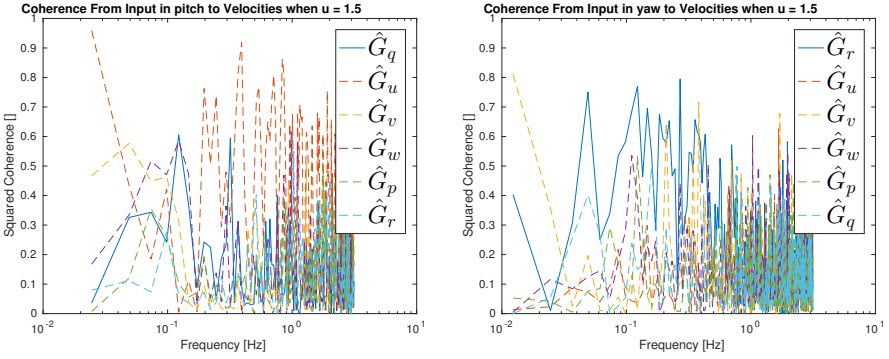 Coherence From Input in pitch to Velocities when u = 1.5
1
0.9
0.8
0.7
0.6
0.5
0.4
0.3
0.2
0.1
0
Squared Coherence []
10^-2
10^-1
10^0
10^1
Frequency [Hz]
Ĝ_q
Ĝ_u
Ĝ_v
Ĝ_w
Ĝ_p
Ĝ_r
Coherence From Input in yaw to Velocities when u = 1.5
1
0.9
0.8
0.7
0.6
0.5
0.4
0.3
0.2
0.1
0
Squared Coherence []
10^-2
10^-1
10^0
10^1
Frequency [Hz]
Ĝ_r
Ĝ_u
Ĝ_v
Ĝ_w
Ĝ_p
Ĝ_q